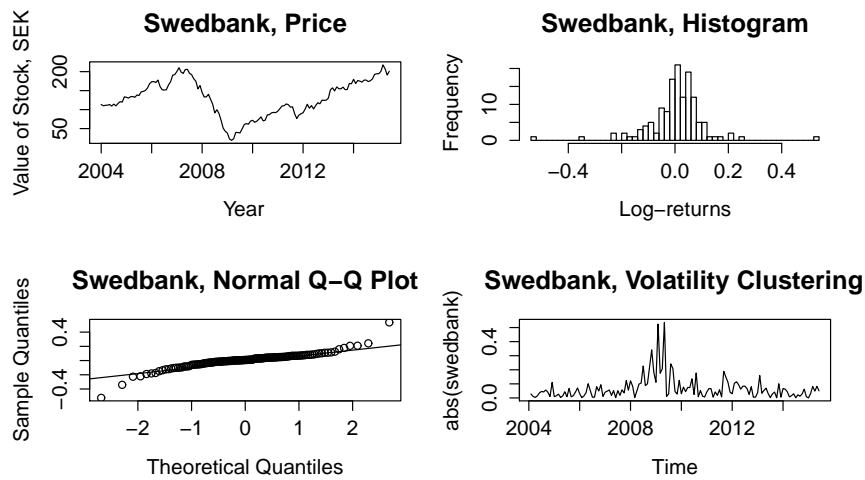 Swedbank, Price
Value of Stock, SEK
200
50
2004
2008
2012
Year
Swedbank, Histogram
Frequency
10
0
−0.4
0.0
0.2
0.4
Log−returns
Swedbank, Normal Q−Q Plot
Sample Quantiles
0.4
−0.4
−2
−1
0
1
2
Theoretical Quantiles
Swedbank, Volatility Clustering
abs(swedbank)
0.4
0.0
2004
2008
2012
Time